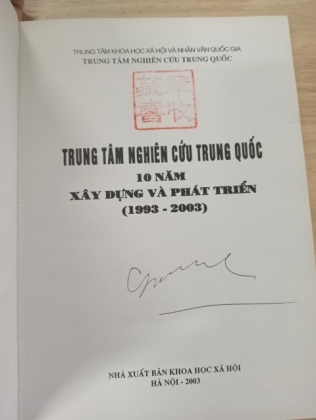 TRUNG TÂM KHOA HỌC XÃ HỘI VÀ NHÂN VĂN QUỐC GIA
TRUNG TÂM NGHIÊN CỨU TRUNG QUỐC
TRUNG TÂM NGHIÊN CỨU TRUNG QUỐC
10 NĂM
XÂY DỰNG VÀ PHÁT TRIỂN
(1993 - 2003)
NHÀ XUẤT BẢN KHOA HỌC XÃ HỘI
HÀ NỘI - 2003